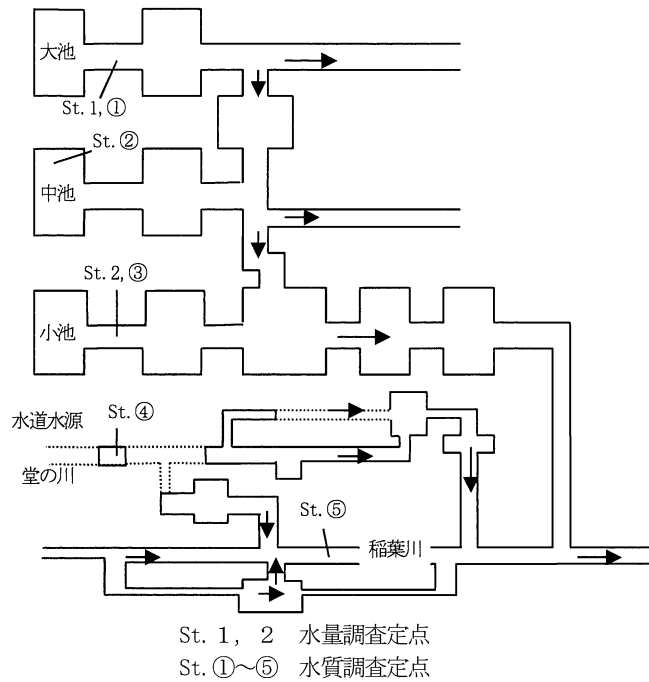 大池
St. 1, ①
St. ②
中池
St. 2, ③
小池
水道水源
St. ④
堂の川
St. ⑤
稲葉川
St. 1, 2 水量調査定点
St. ①～⑤ 水質調査定点